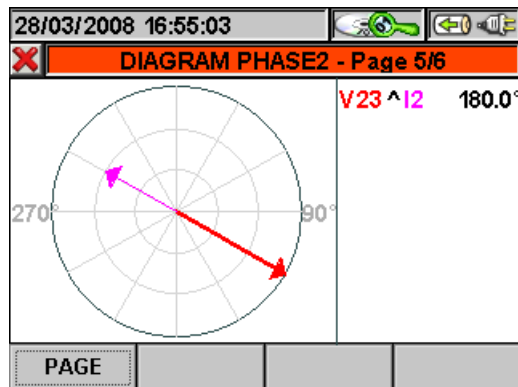 28/03/2008 16:55:03
DIAGRAM PHASE2 - Page 5/6
V23 ^ I2 180.0°
270° 90°
PAGE